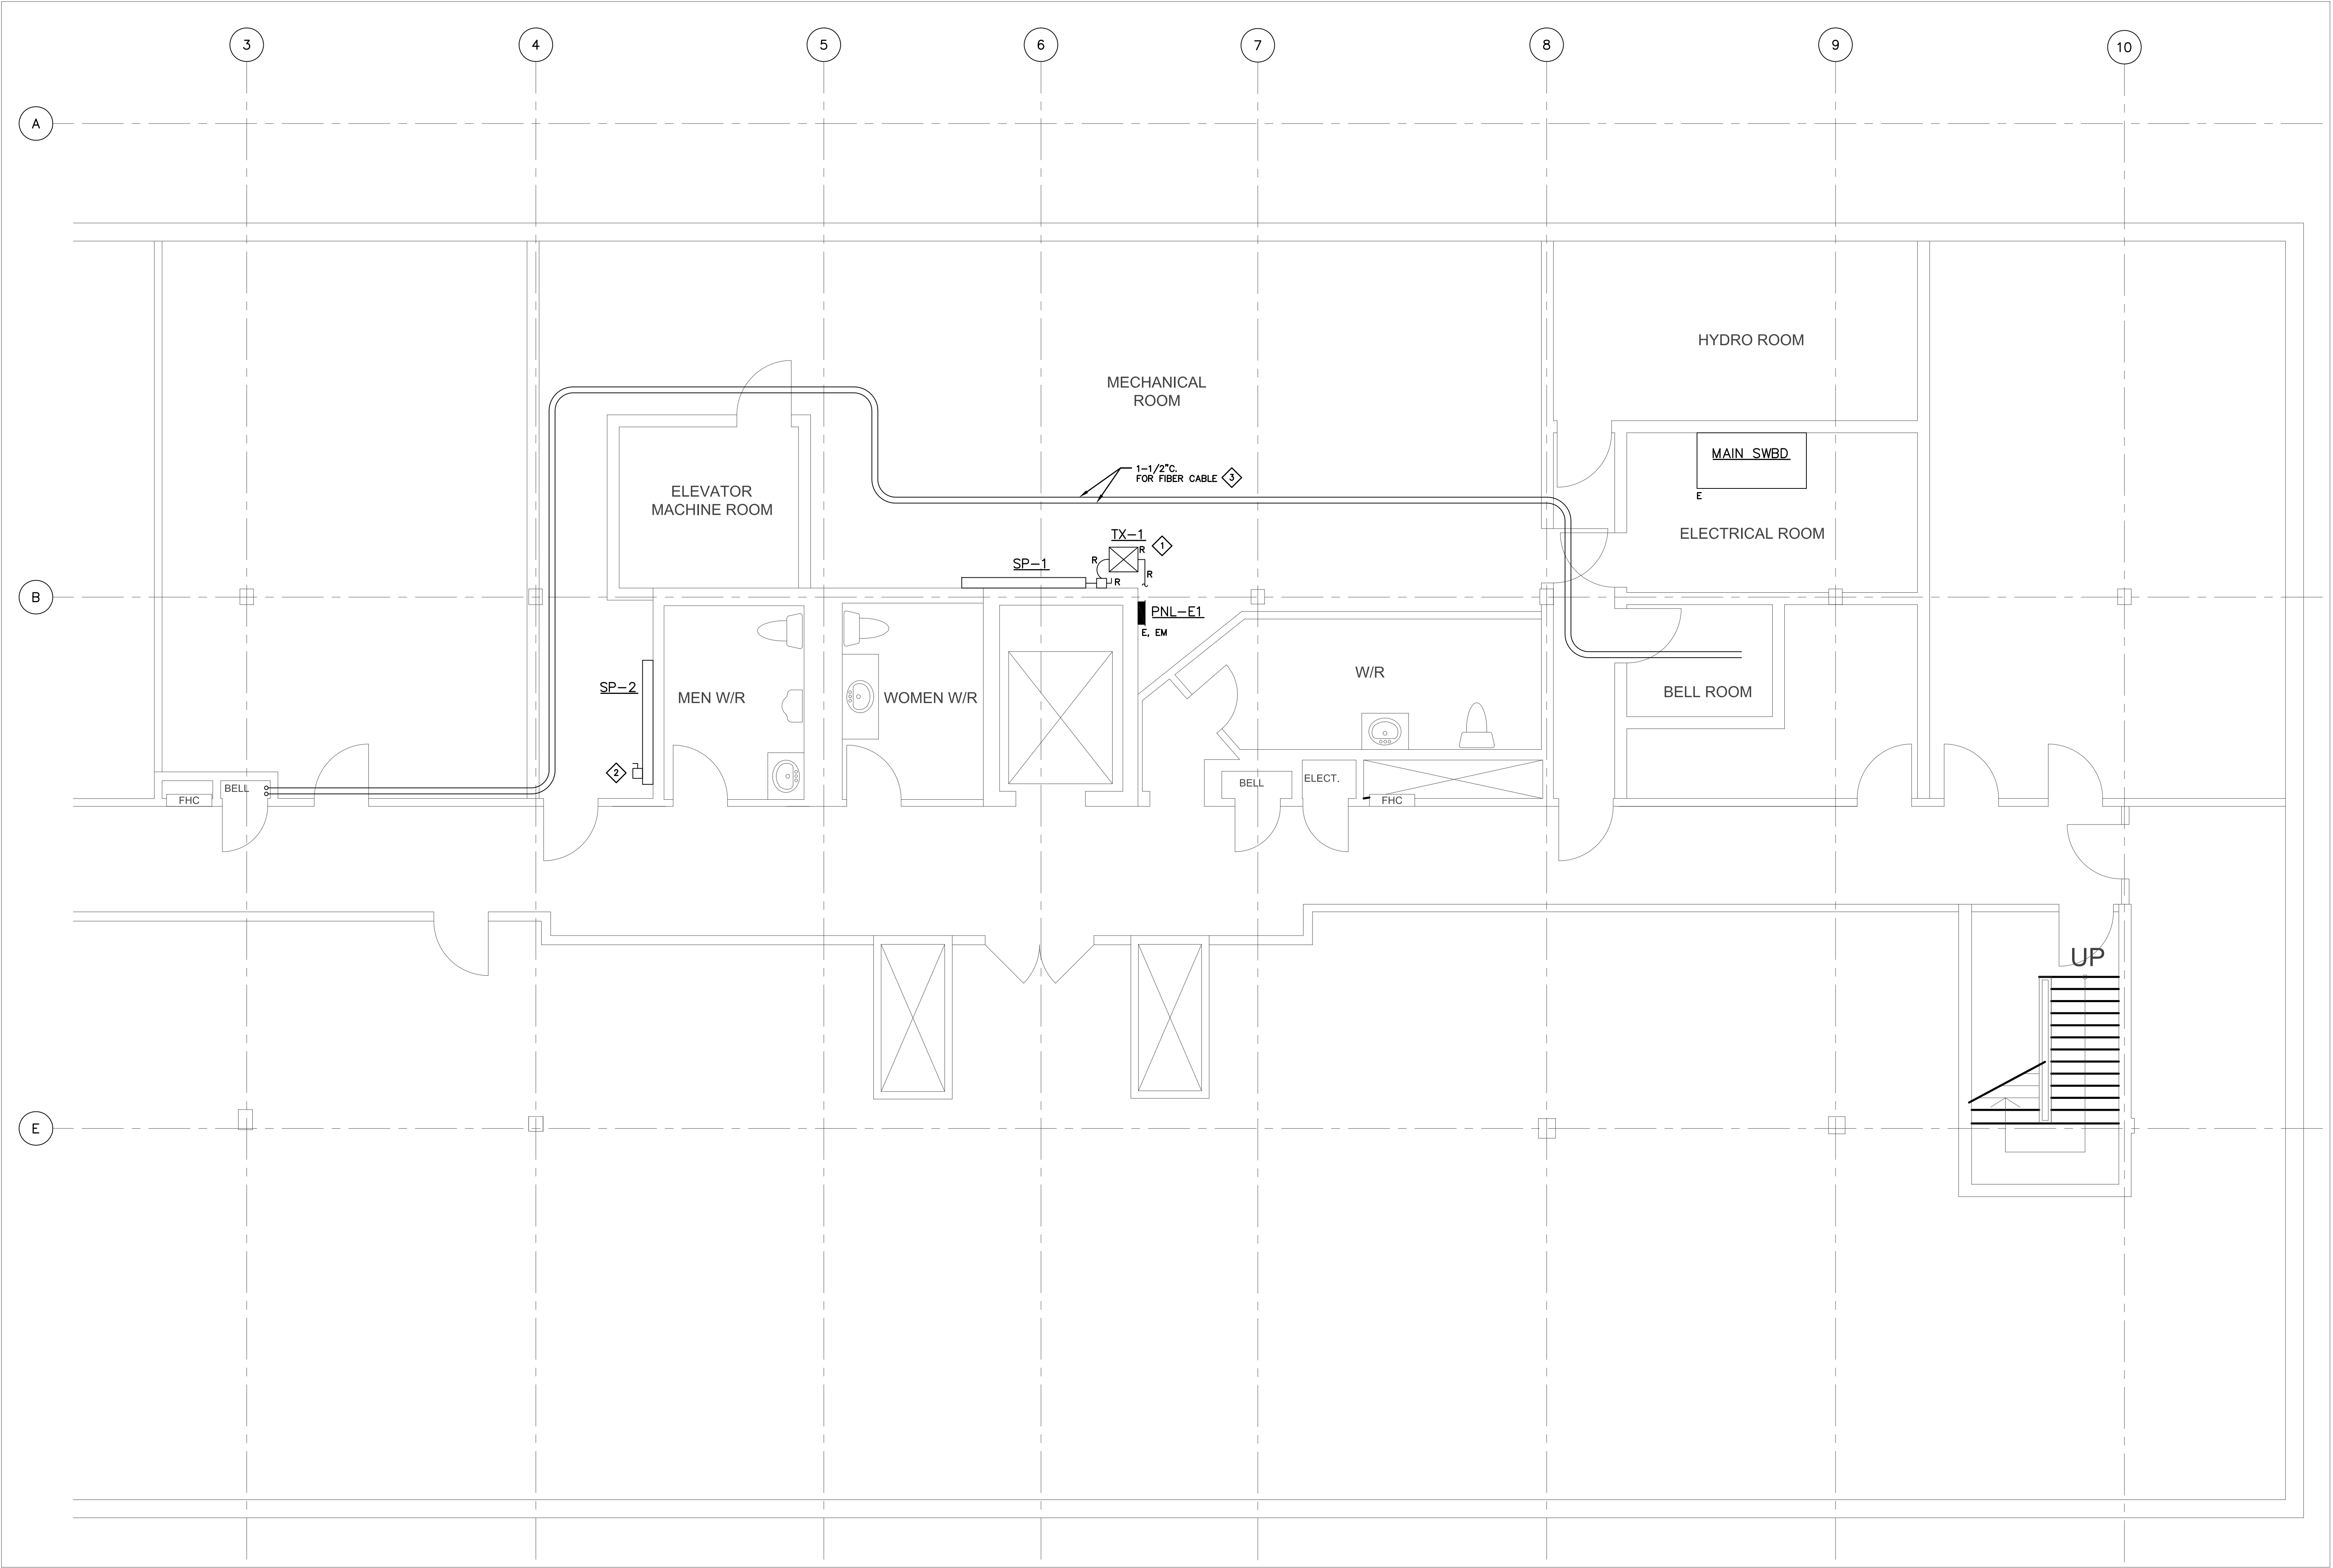 3 4 5 6 7 8 9 10
A
HYDRO ROOM
MECHANICAL
ROOM
MAIN SWBD
E
1-1/2"C.
FOR FIBER CABLE 3
ELEVATOR
MACHINE ROOM
ELECTRICAL ROOM
TX-1
1
R
R
R
R
SP-1
B
PNL-E1
E, EM
W/R
SP-2
MEN W/R
WOMEN W/R
BELL ROOM
2
BELL
FHC
BELL
ELECT.
FHC
UP
E